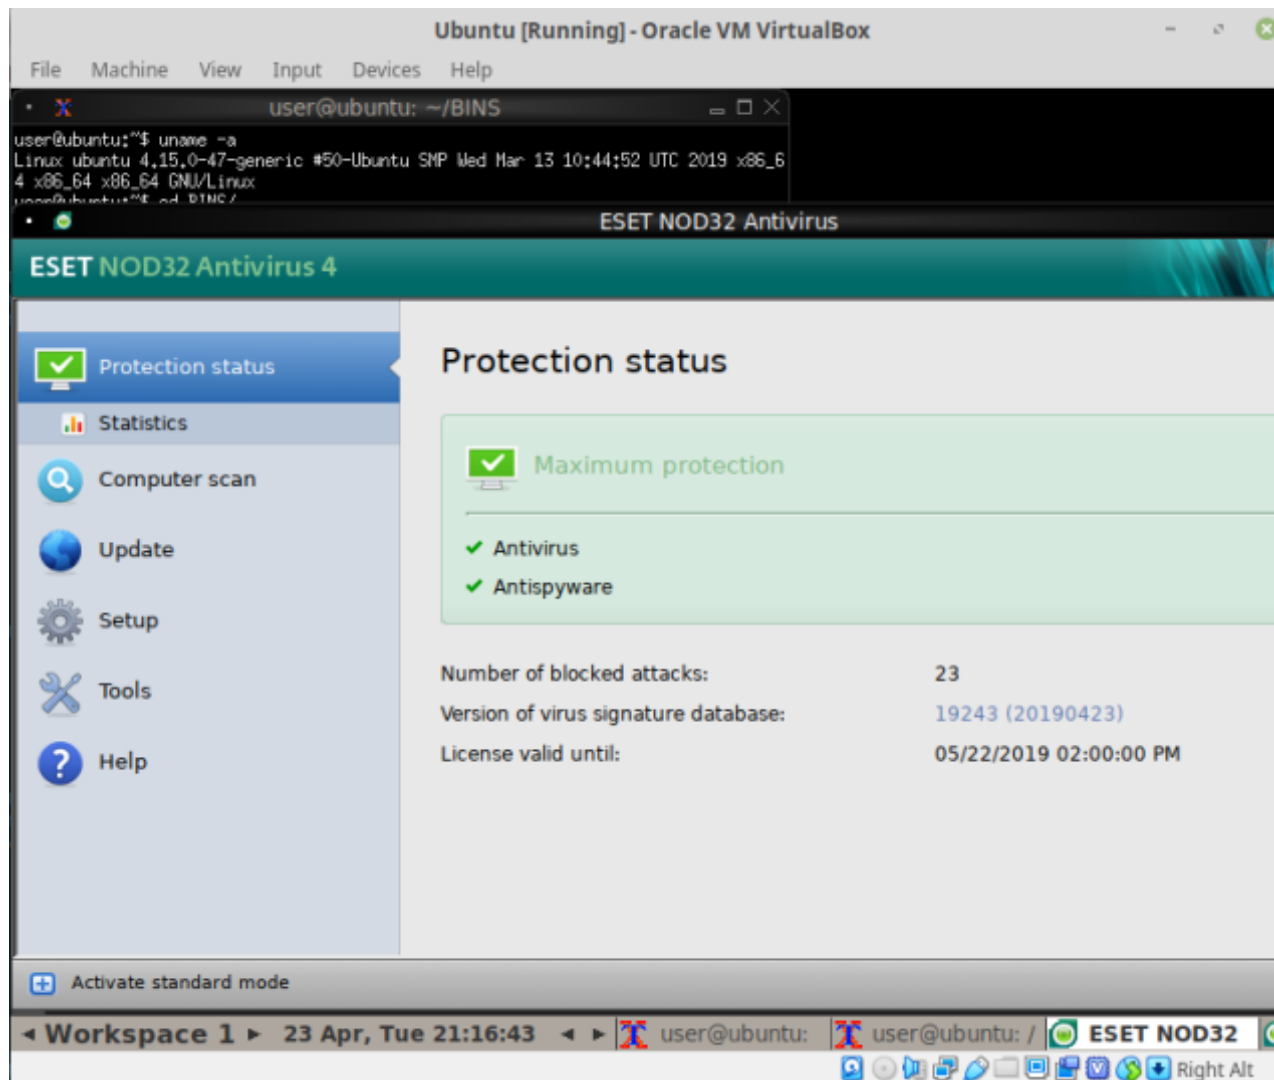 Ubuntu [Running] - Oracle VM VirtualBox
File Machine View Input Devices Help
user@ubuntu: ~/BINS
user@ubuntu:~$ uname -a
Linux ubuntu 4.15.0-47-generic #50-Ubuntu SMP Wed Mar 13 10:44:52 UTC 2019 x86_6
4 x86_64 x86_64 GNU/Linux
user@ubuntu:~$ cd BINS/
ESET NOD32 Antivirus
ESET NOD32 Antivirus 4
Protection status
Statistics
Computer scan
Update
Setup
Tools
Help
Protection status
Maximum protection
Antivirus
Antispyware
Number of blocked attacks: 23
Version of virus signature database: 19243 (20190423)
License valid until: 05/22/2019 02:00:00 PM
Activate standard mode
Workspace 1 23 Apr, Tue 21:16:43 user@ubuntu: user@ubuntu: / ESET NOD32
Right Alt